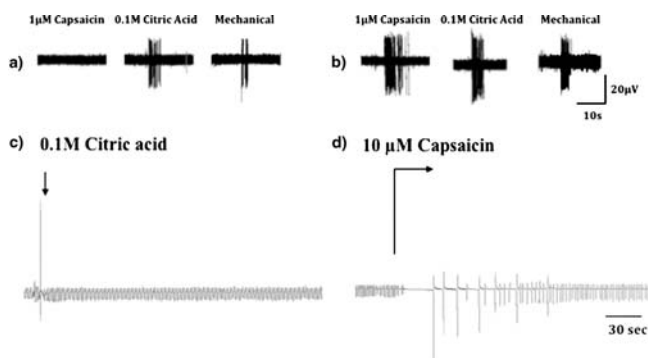 1µM Capsaicin 0.1M Citric Acid Mechanical
a)
1µM Capsaicin 0.1M Citric Acid Mechanical
b)
20µV
10s
c) 0.1M Citric acid
d) 10 µM Capsaicin
30 sec